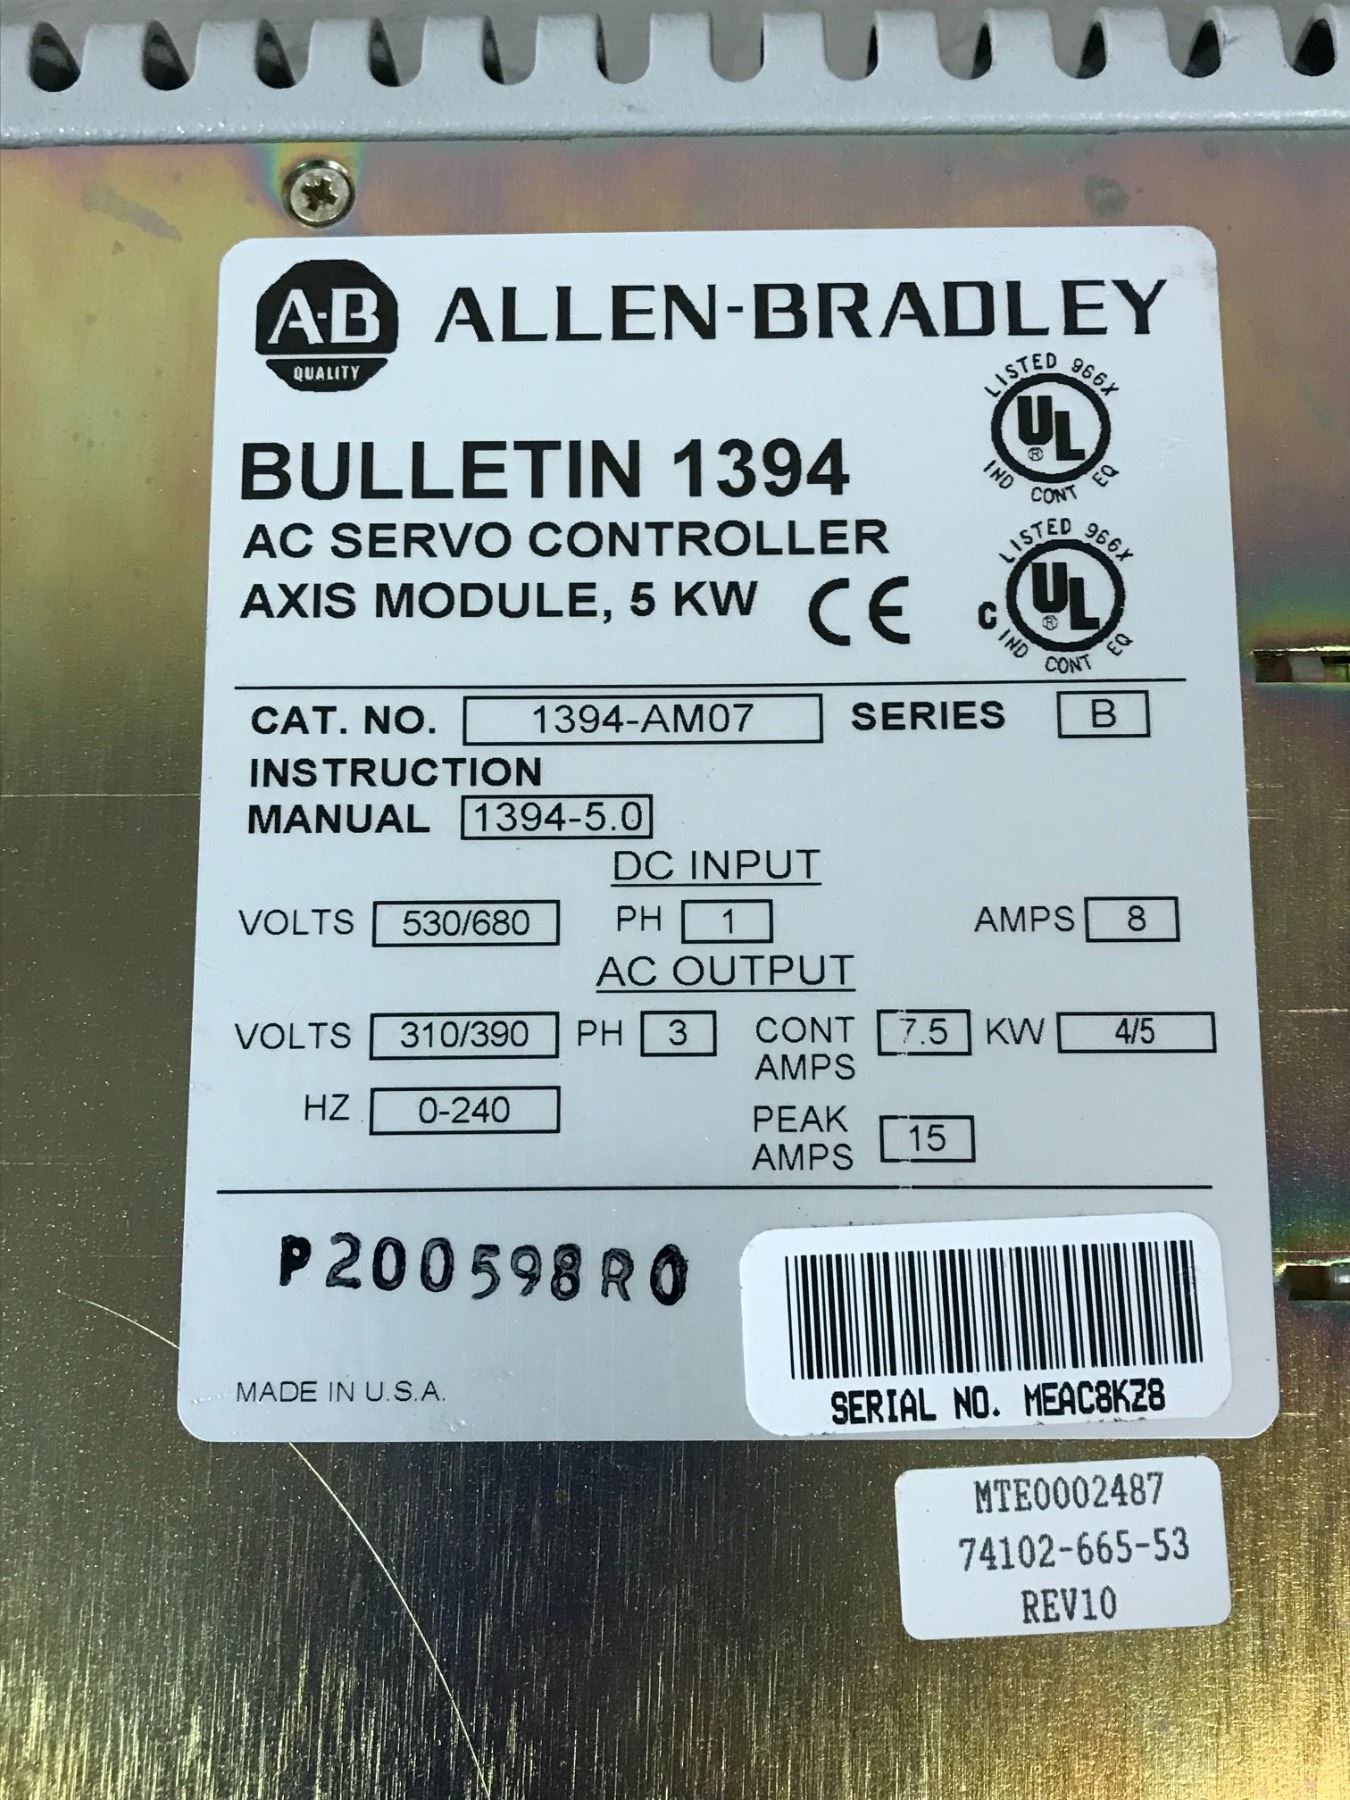 A-B
QUALITY
ALLEN-BRADLEY
LISTED 966X
UL
®
IND CONT EQ
BULLETIN 1394
AC SERVO CONTROLLER
AXIS MODULE, 5 KW CE
LISTED 966X
C UL
®
IND CONT EQ
CAT. NO. 1394-AM07 SERIES B
INSTRUCTION
MANUAL 1394-5.0
DC INPUT
VOLTS 530/680 PH 1 AMPS 8
AC OUTPUT
VOLTS 310/390 PH 3 CONT AMPS 7.5 KW 4/5
HZ 0-240 PEAK AMPS 15
P200598R0
MADE IN U.S.A.
SERIAL NO. MEAC8KZ8
MTE0002487
74102-665-53
REV10